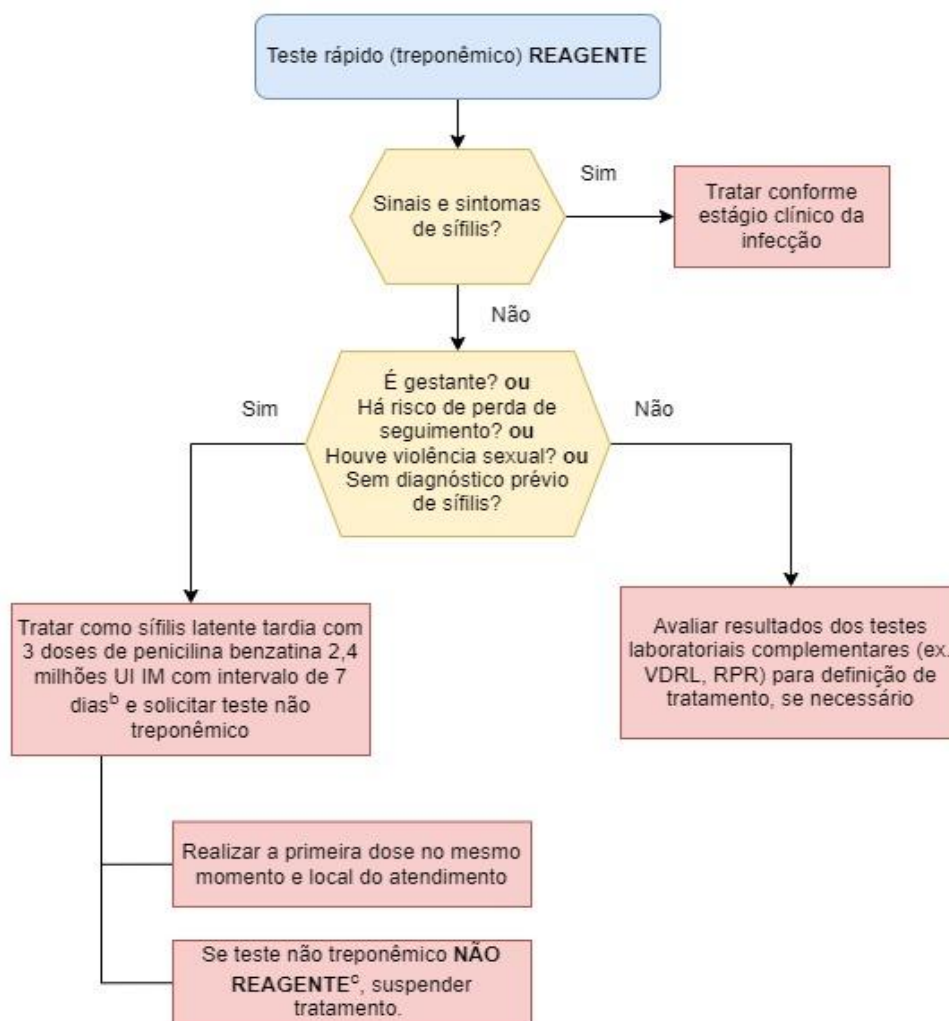 Teste rápido (treponêmico) REAGENTE
Sinais e sintomas
de sífilis?
Sim
Tratar conforme
estágio clínico da
infecção
Não
É gestante? ou
Há risco de perda de
seguimento? ou
Houve violência sexual? ou
Sem diagnóstico prévio
de sífilis?
Sim
Não
Tratar como sífilis latente tardia com
3 doses de penicilina benzatina 2,4
milhões UI IM com intervalo de 7
diasᵇ e solicitar teste não
treponêmico
Avaliar resultados dos testes
laboratoriais complementares (ex.
VDRL, RPR) para definição de
tratamento, se necessário
Realizar a primeira dose no mesmo
momento e local do atendimento
Se teste não treponêmico NÃO
REAGENTEᶜ, suspender
tratamento.